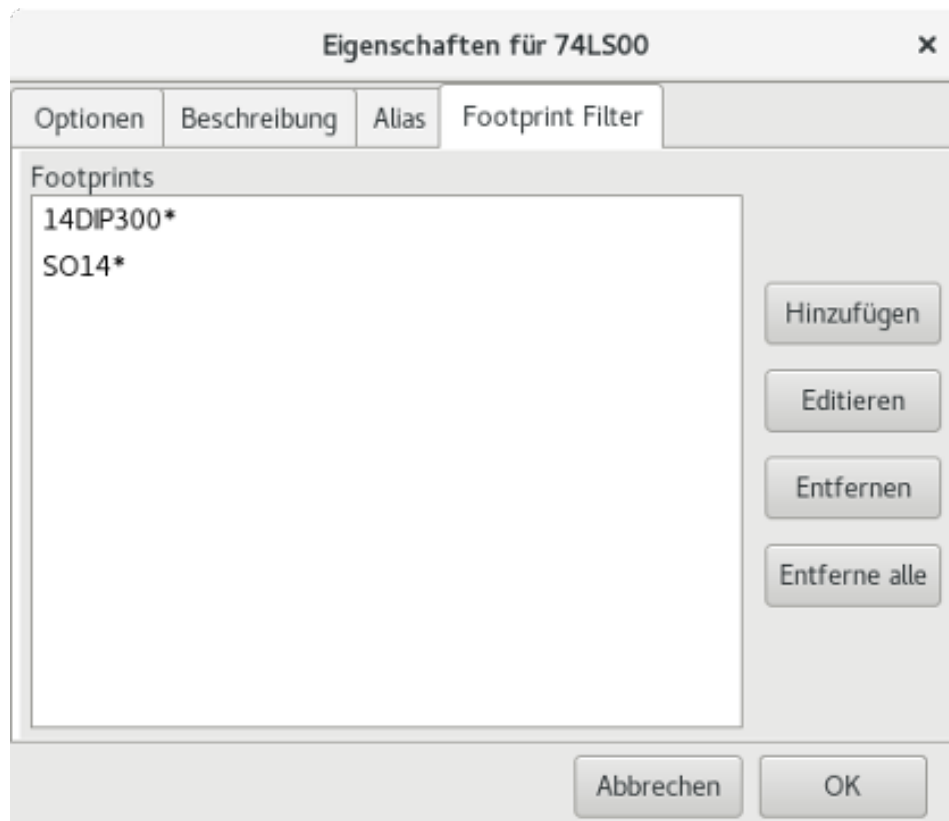 Eigenschaften für 74LS00
Optionen Beschreibung Alias Footprint Filter
Footprints
14DIP300*
SO14*
Hinzufügen
Editieren
Entfernen
Entferne alle
Abbrechen OK